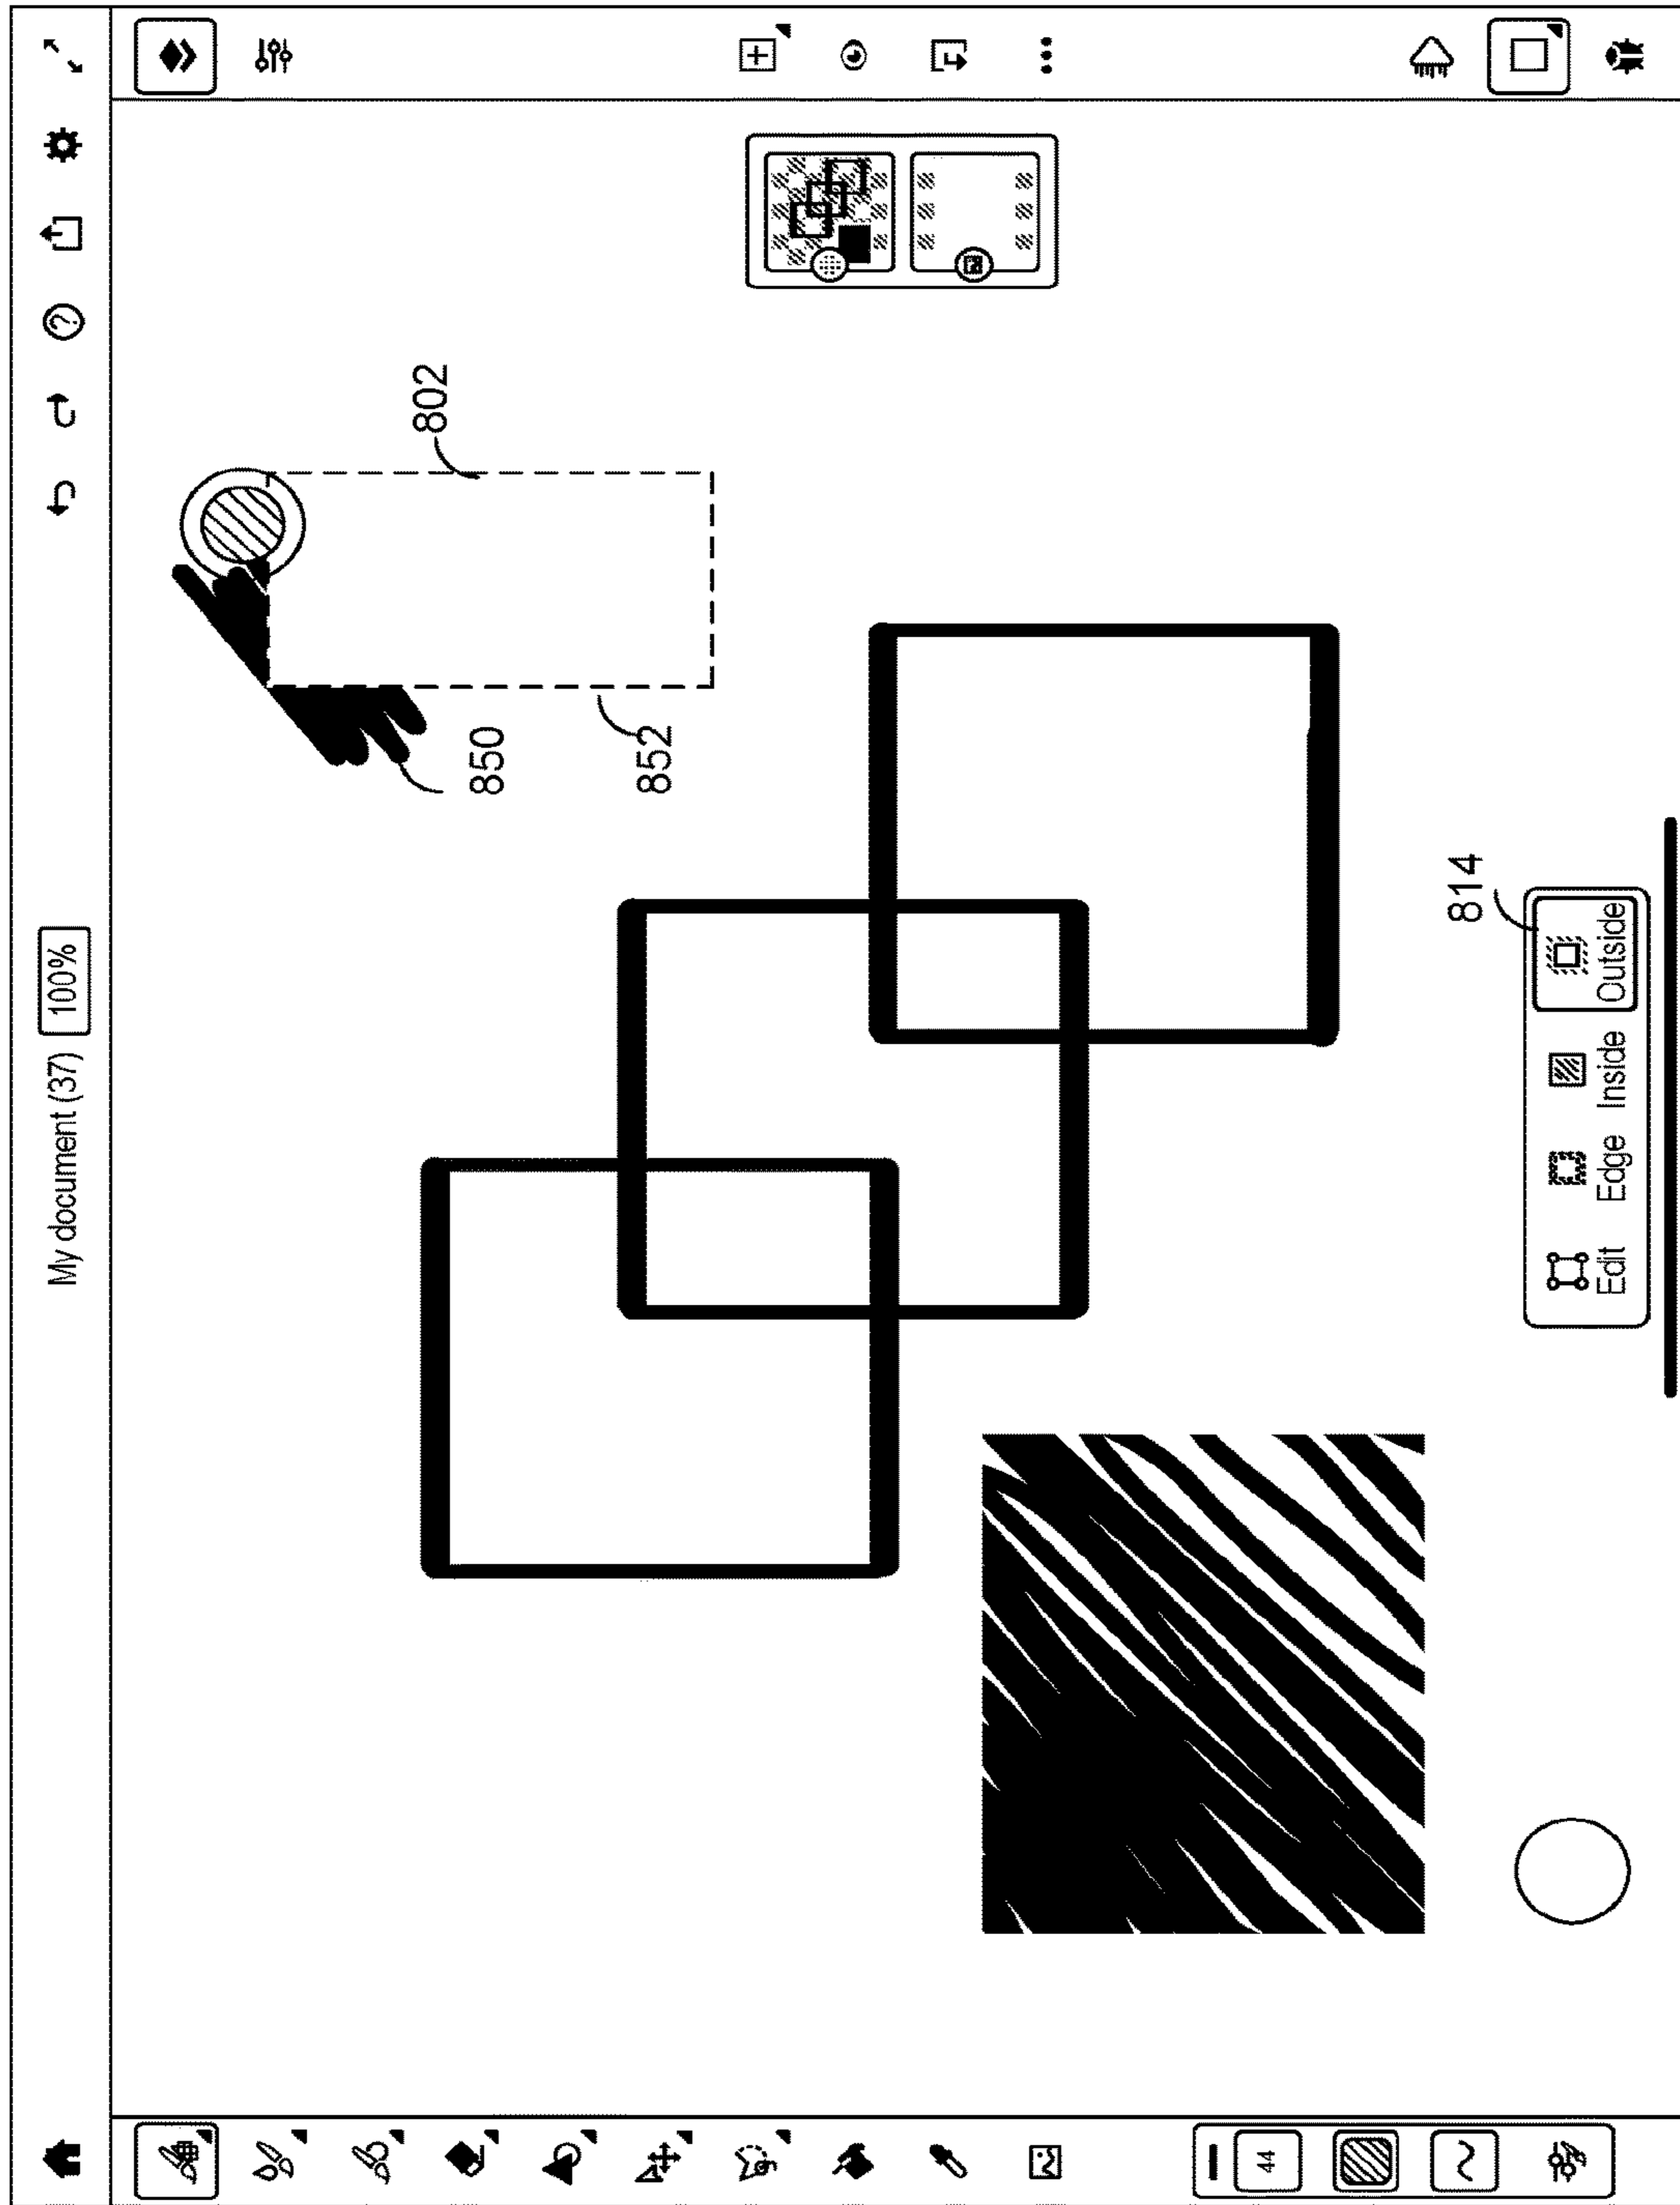 My document (37) 100%
802
850
852
814
Edit Edge Inside Outside
44